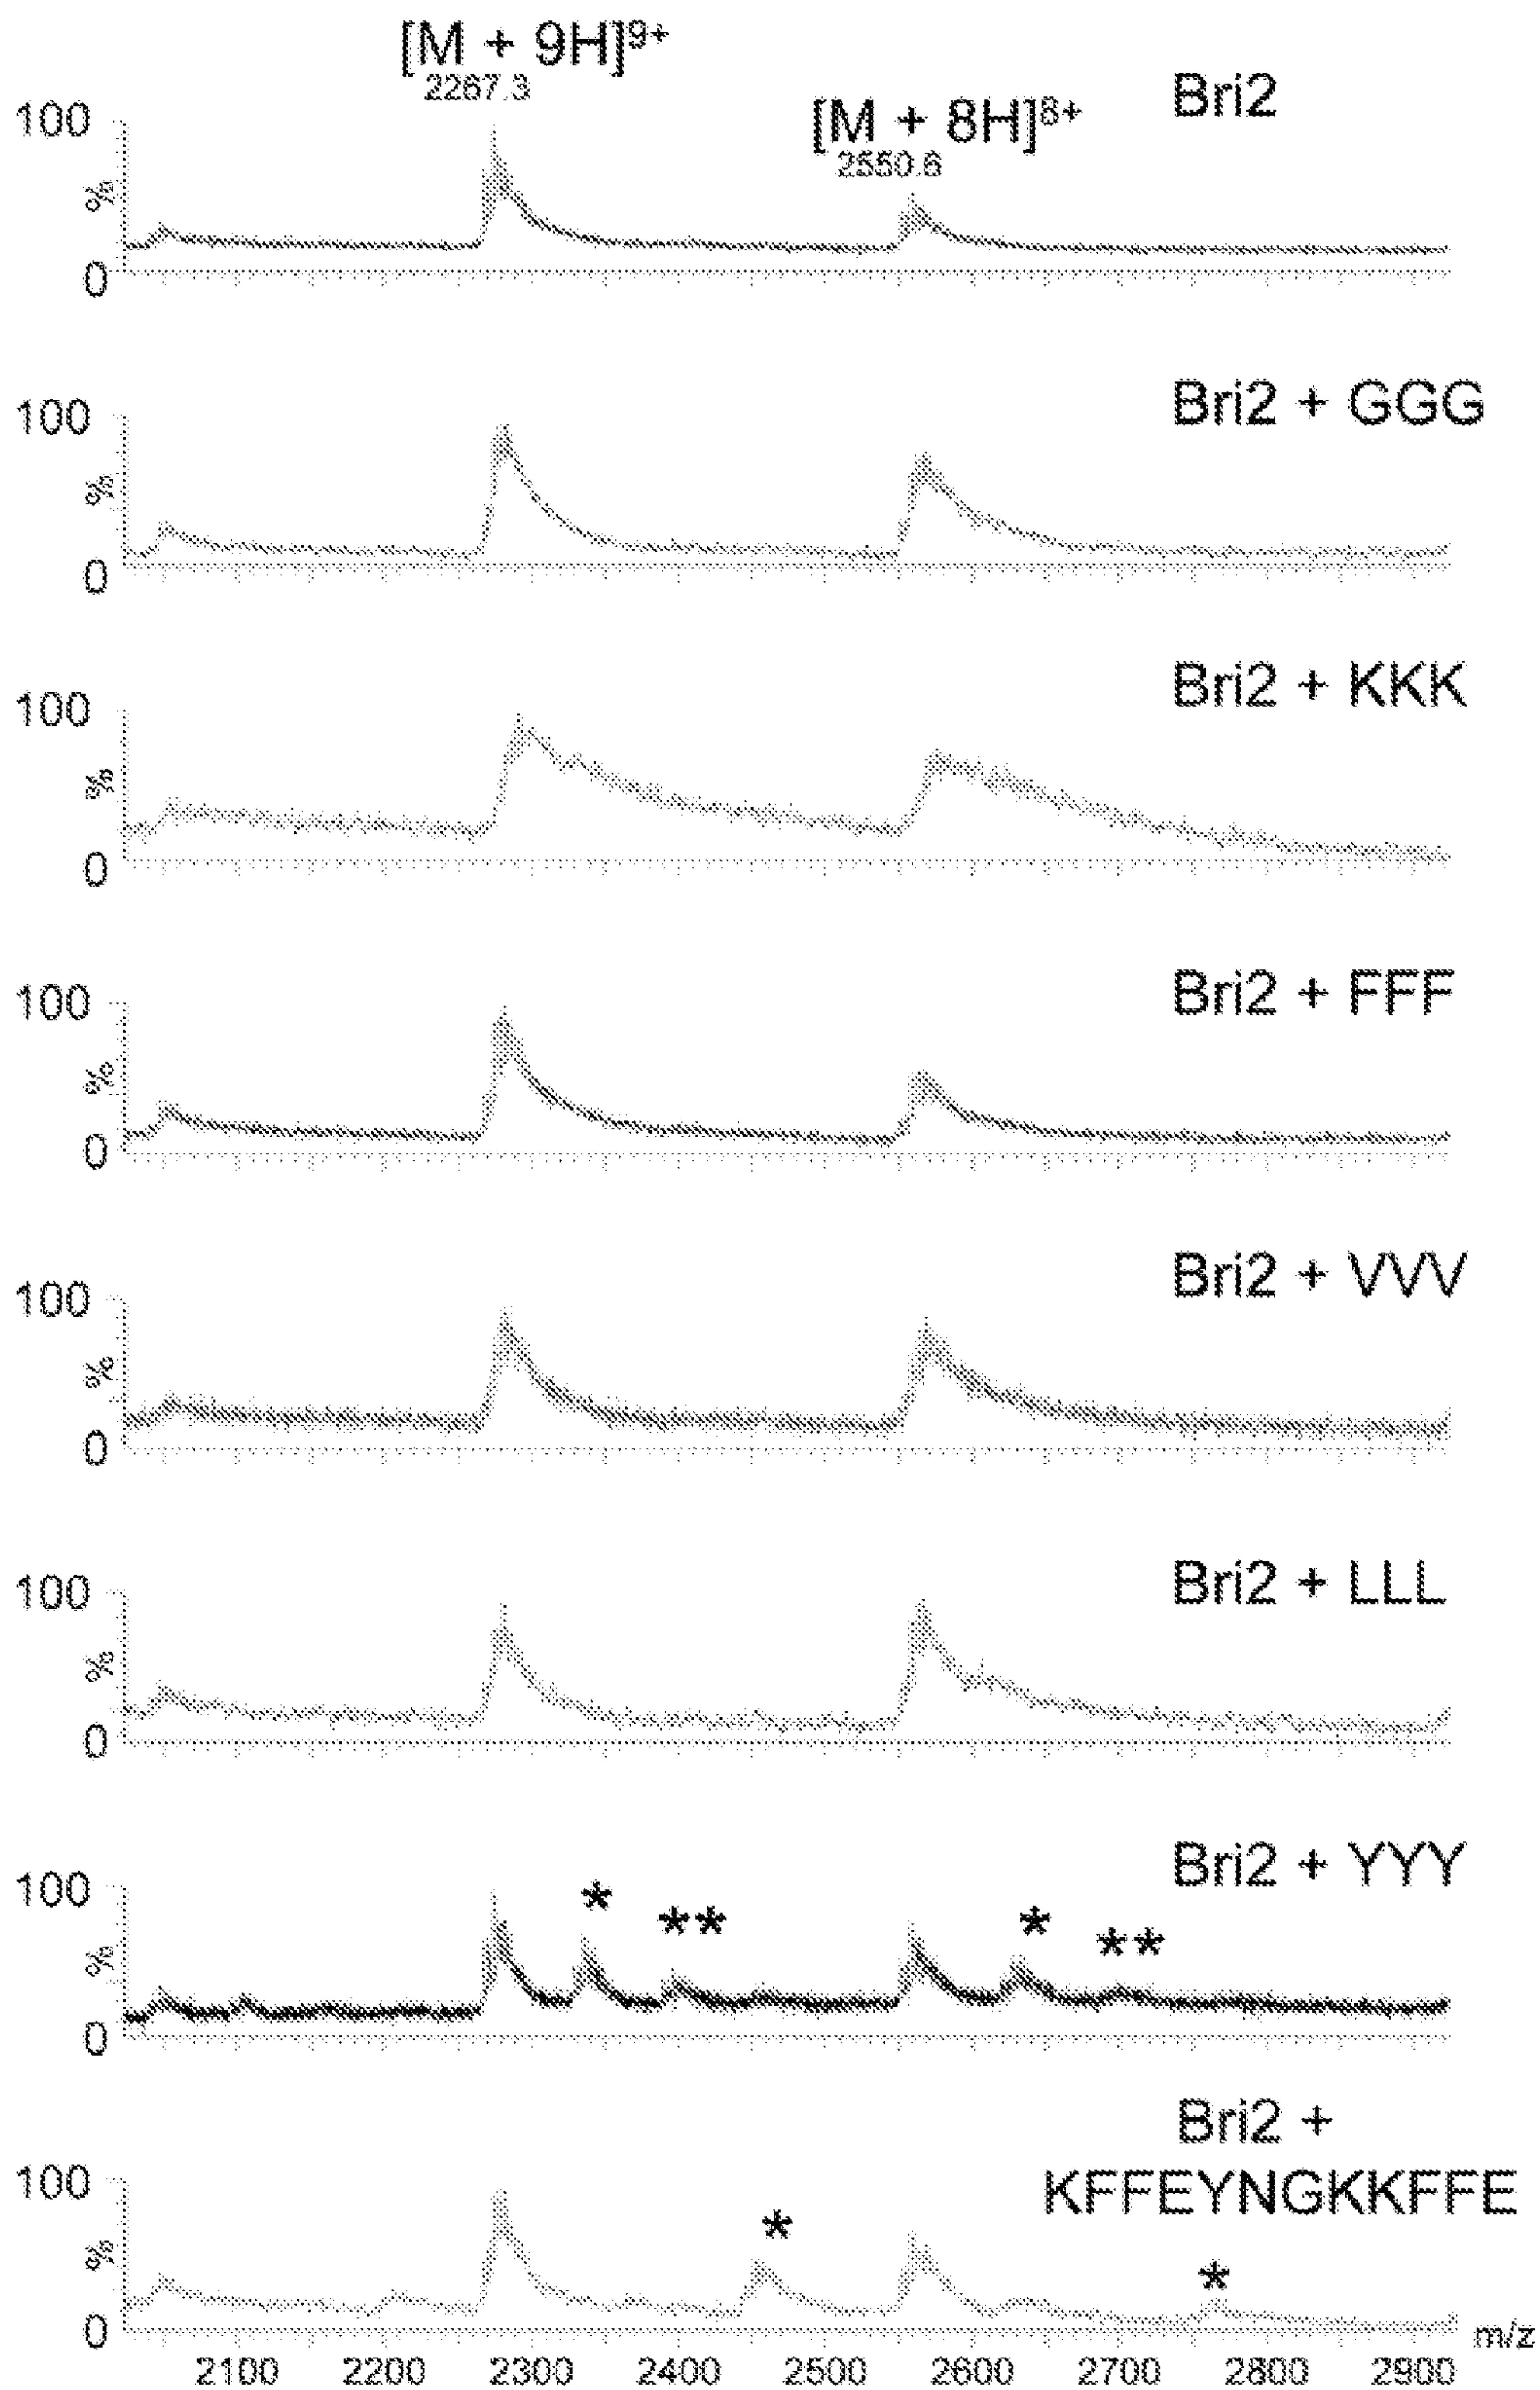 [M + 9H]9+
2267.3
[M + 8H]8+
2550.6
Bri2
100
%
0
Bri2 + GGG
100
%
0
Bri2 + KKK
100
%
0
Bri2 + FFF
100
%
0
Bri2 + VVV
100
%
0
Bri2 + LLL
100
%
0
Bri2 + YYY
100
* ** * **
%
0
Bri2 +
KFFEYNGKKFFE
100
* *
%
0
m/z
2100 2200 2300 2400 2500 2600 2700 2800 2900